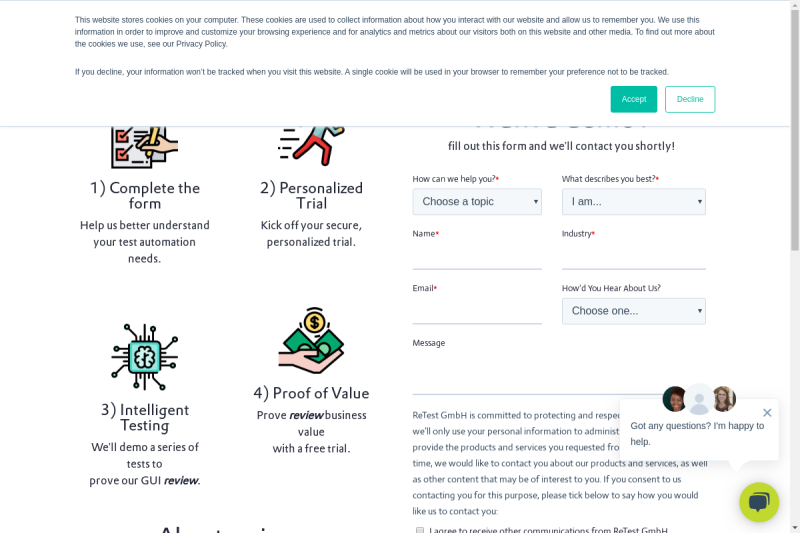 This website stores cookies on your computer. These cookies are used to collect information about how you interact with our website and allow us to remember you. We use this
information in order to improve and customize your browsing experience and for analytics and metrics about our visitors both on this website and other media. To find out more about
the cookies we use, see our Privacy Policy.
If you decline, your information won't be tracked when you visit this website. A single cookie will be used in your browser to remember your preference not to be tracked.
Accept
Decline
1) Complete the
form
Help us better understand
your test automation
needs.
2) Personalized
Trial
Kick off your secure,
personalized trial.
3) Intelligent
Testing
We'll demo a series of
tests to
prove our GUI review.
4) Proof of Value
Prove review business
value
with a free trial.
fill out this form and we'll contact you shortly!
How can we help you?*
What describes you best?*
Choose a topic
I am...
Name*
Industry*
Email*
How'd You Hear About Us?
Choose one...
Message
ReTest GmbH is committed to protecting and
we'll only use your personal information to
provide the products and services you requested
time, we would like to contact you about our products and services, as well
as other content that may be of interest to you. If you consent to us
contacting you for this purpose, please tick below to say how you would
like us to contact you:
I agree to receive other communications from ReTest GmbH.
Got any questions? I'm happy to
help.